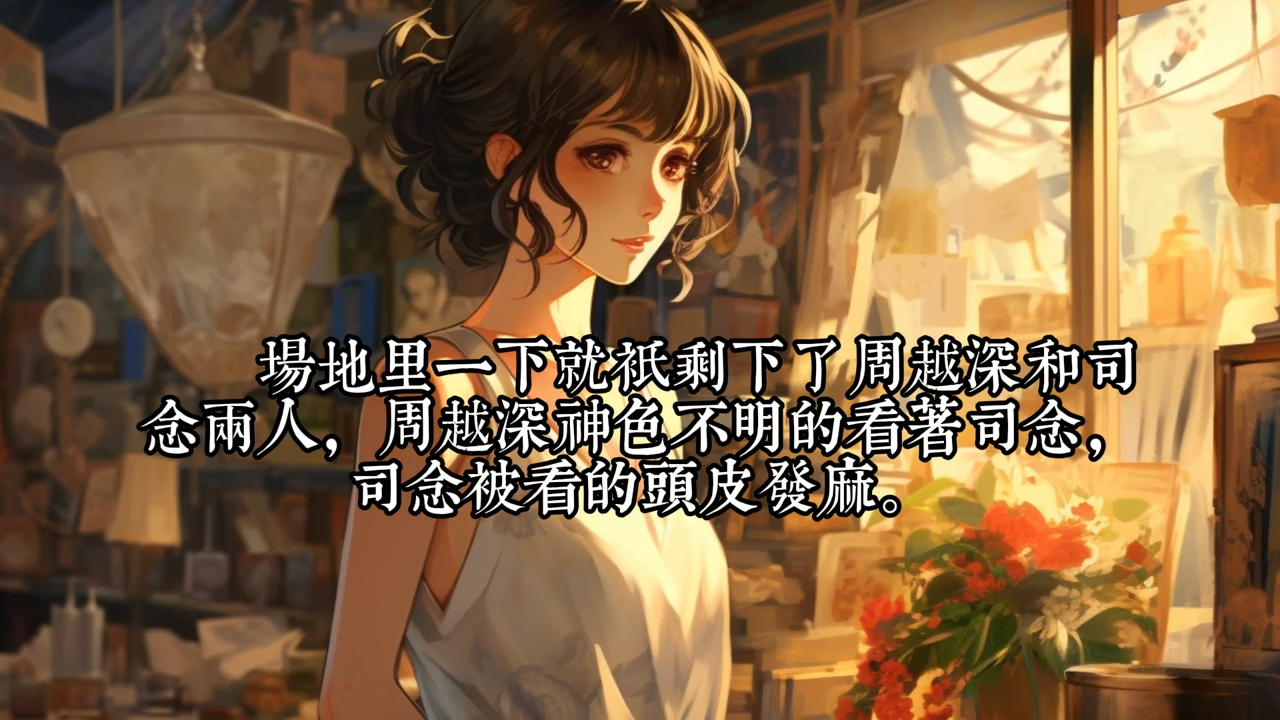 場地里一下就祇剩下了周越深和司
念兩人，周越深神色不明的看著司念，
司念被看的頭皮發麻。